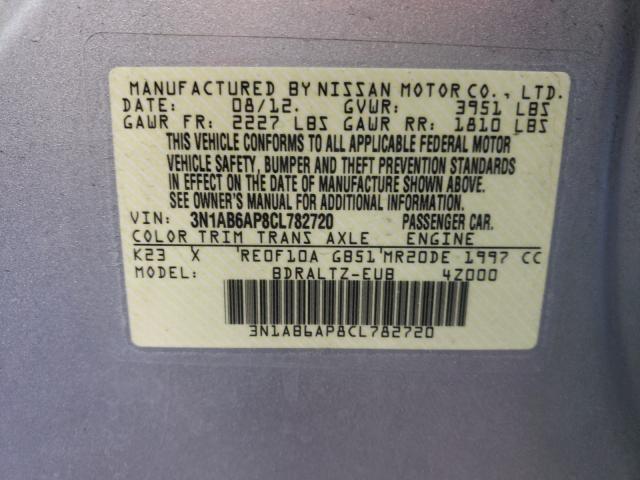 MANUFACTURED BY NISSAN MOTOR CO., LTD.
DATE: 08/12. GVWR: 3951 LBS
GAWR FR: 2227 LBS GAWR RR: 1810 LBS
THIS VEHICLE CONFORMS TO ALL APPLICABLE FEDERAL MOTOR
VEHICLE SAFETY, BUMPER AND THEFT PREVENTION STANDARDS
IN EFFECT ON THE DATE OF MANUFACTURE SHOWN ABOVE.
SEE OWNER'S MANUAL FOR ADDITIONAL INFORMATION.
VIN: 3N1AB6AP8CL782720 PASSENGER CAR.
COLOR TRIM TRANS AXLE ENGINE
K23 X 'RE0F10A GB51'MR20DE 1997 CC
MODEL: BDRALTZ-EUB 4Z000
3N1AB6AP8CL782720